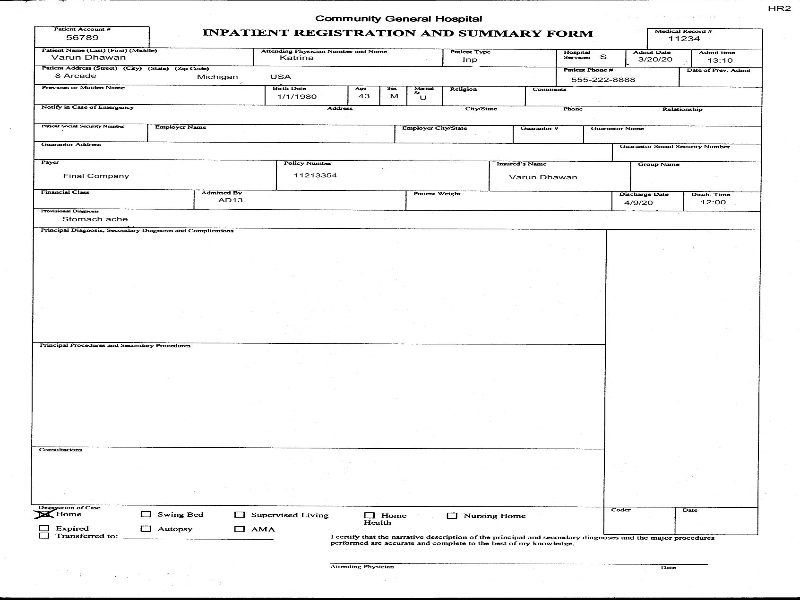 HR2
Community General Hospital
Patient Account #
56789
INPATIENT REGISTRATION AND SUMMARY FORM
Medical Record #
11234
Patient Name (Last) (First) (Middle)
Varun Dhawan
Attending Physician Number and Name
Katrina
Patient Type
Inp
Hospital Services S
Admit Date
3/20/20
Admit time
13:10
Patient Address (Street) (City) (State) (Zip Code)
8 Arcade Michigan USA
Patient Phone #
555-222-8888
Date of Prev. Admit
Previous or Maiden Name
Birth Date
1/1/1980
Age
43
Sex
M
Marital St
U
Religion
Comments
Notify in Case of Emergency Address City/State Phone Relationship
Patient Social Security Number
Employer Name
Employer City/State
Guarantor #
Guarantor Name
Guarantor Address
Guarantor Social Security Number
Payer
Final Company
Policy Number
11213354
Insured's Name
Varun Dhawan
Group Name
Financial Class
Admitted By
AD13
Patient Weight
Discharge Date
4/9/20
Disch. Time
12:00
Provisional Diagnosis
Stomach ache
Principal Diagnosis, Secondary Diagnosis and Complications
Principal Procedures and Secondary Procedures
Consultations
Disposition of Case
Home
Swing Bed
Supervised Living
Home Health
Nursing Home
Expired
Autopsy
AMA
Transferred to:
Coder
Date
I certify that the narrative description of the principal and secondary diagnoses and the major procedures
performed are accurate and complete to the best of my knowledge.
Attending Physician Date